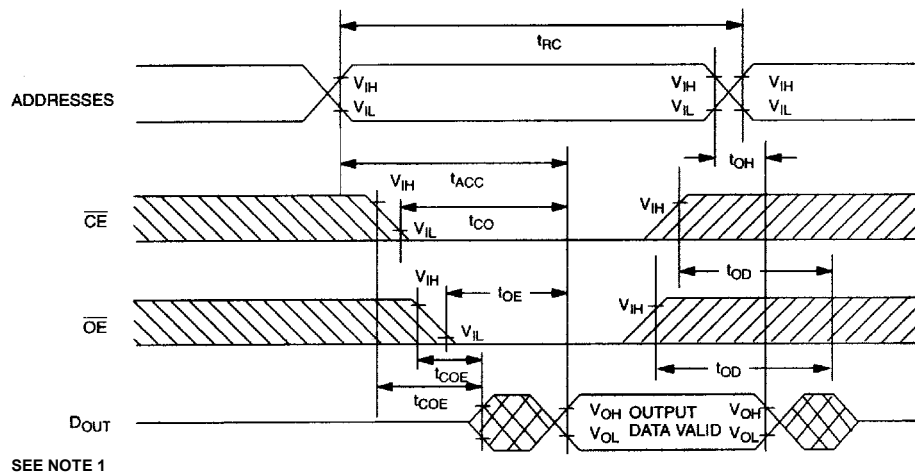 tRC
ADDRESSES
VIH
VIL
VIH
VIL
VIH
VIL
tOH
tACC
CE
VIH
VIL
tCO
VIH
tOD
OE
VIH
VIL
tOE
VIH
tOD
tCOE
tCOE
DOUT
VOH OUTPUT VOH
VOL DATA VALID VOL
SEE NOTE 1